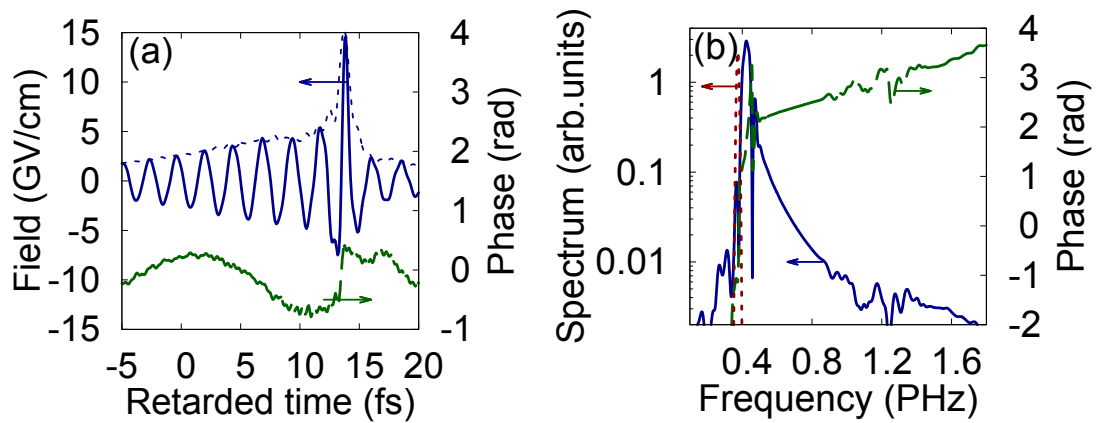 (a)
Field (GV/cm)
15
10
5
0
-5
-10
-15
-5 0 5 10 15 20
Retarded time (fs)
4
3
2
1
0
-1
Phase (rad)
(b)
Spectrum (arb.units)
1
0.1
0.01
0.4 0.8 1.2 1.6
Frequency (PHz)
4
3
2
1
0
-1
-2
Phase (rad)